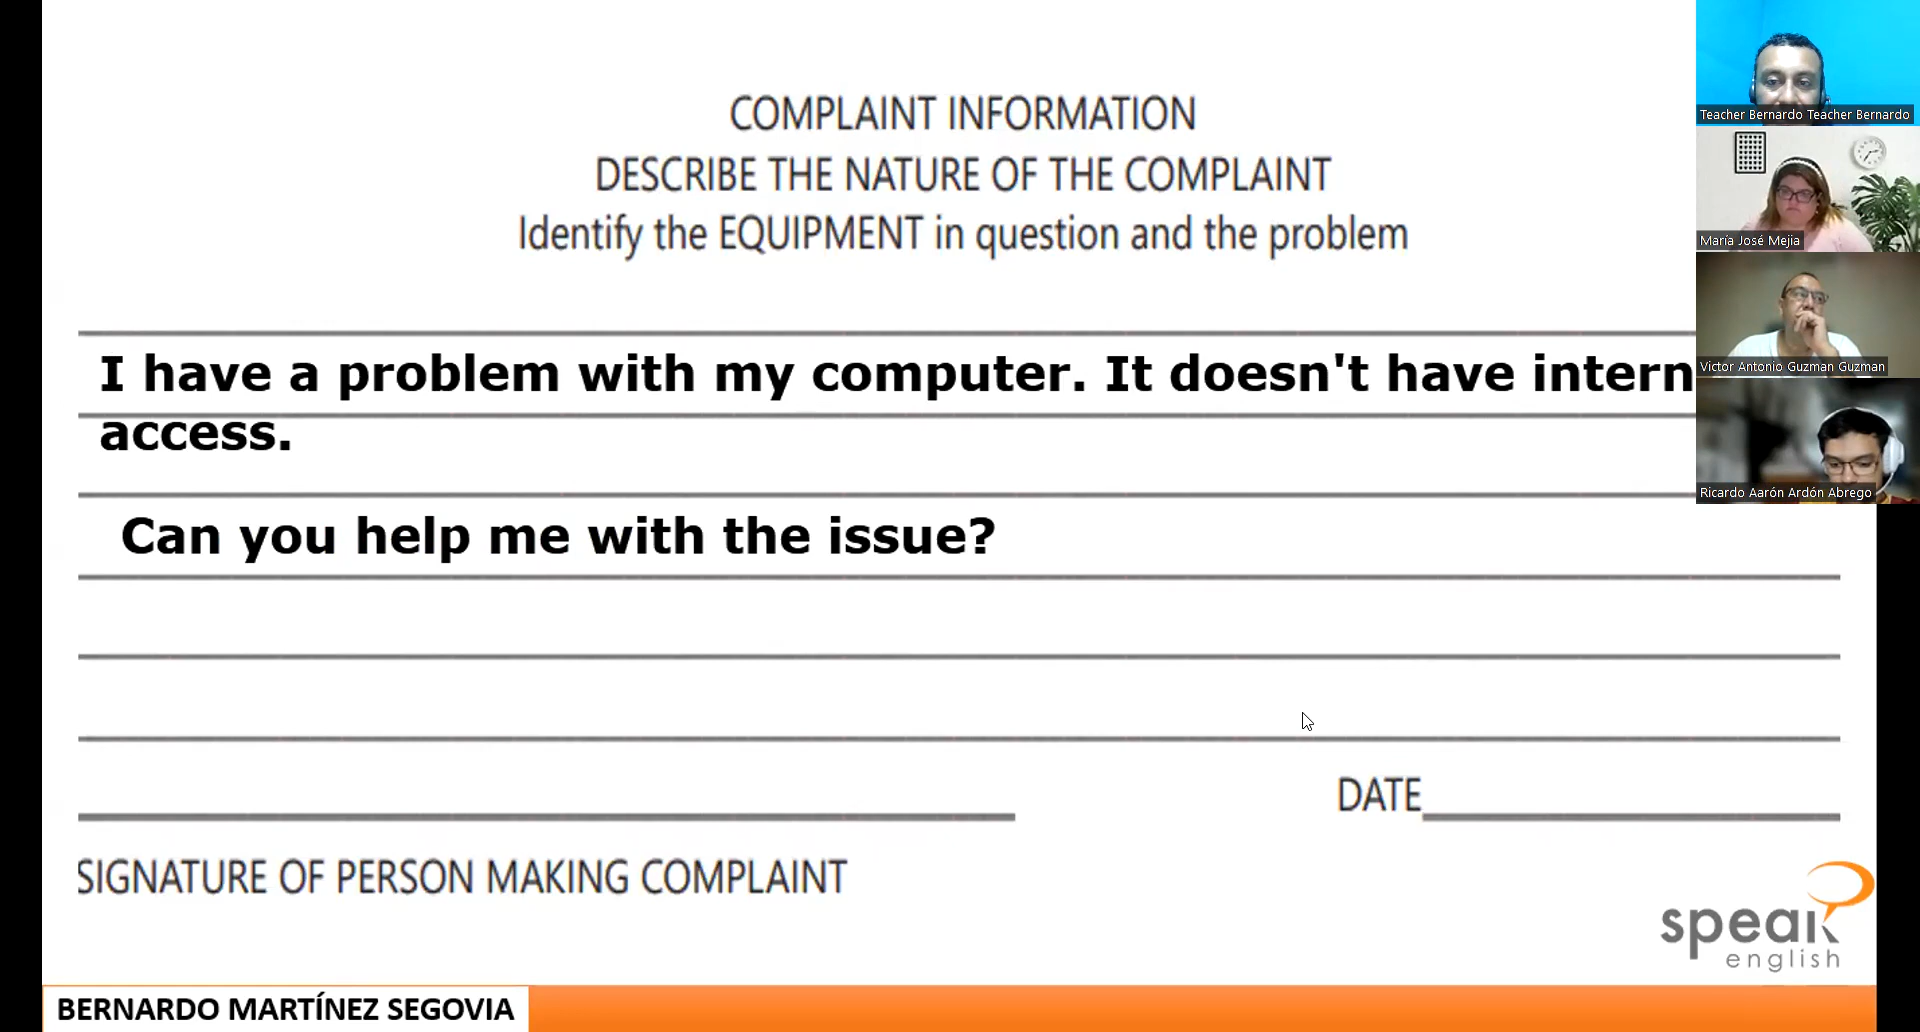 COMPLAINT INFORMATION
DESCRIBE THE NATURE OF THE COMPLAINT
Identify the EQUIPMENT in question and the problem
I have a problem with my computer. It doesn't have intern
access.
Can you help me with the issue?
DATE
SIGNATURE OF PERSON MAKING COMPLAINT
speak
english
BERNARDO MARTÍNEZ SEGOVIA
Teacher Bernardo Teacher Bernardo
María José Mejia
Victor Antonio Guzman Guzman
Ricardo Aarón Ardón Abrego